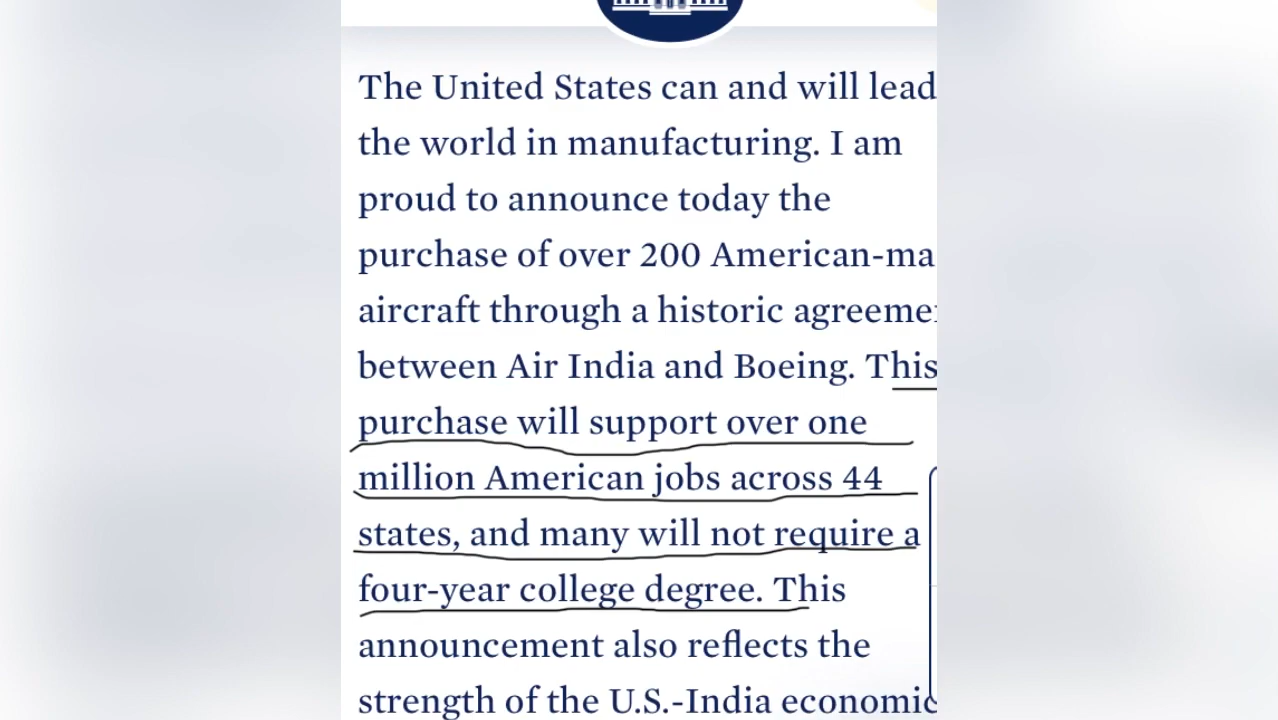 The United States can and will lead
the world in manufacturing. I am
proud to announce today the
purchase of over 200 American-ma
aircraft through a historic agreeme
between Air India and Boeing. This
purchase will support over one
million American jobs across 44
states, and many will not require a
four-year college degree. This
announcement also reflects the
strength of the U.S.-India economic